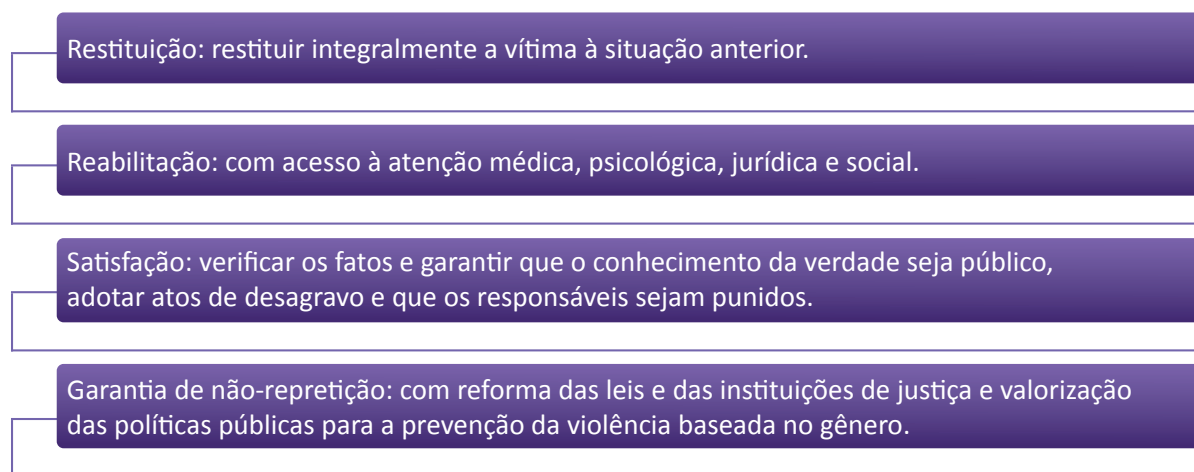 Restituição: restituir integralmente a vítima à situação anterior.
Reabilitação: com acesso à atenção médica, psicológica, jurídica e social.
Satisfação: verificar os fatos e garantir que o conhecimento da verdade seja público,
adotar atos de desagravo e que os responsáveis sejam punidos.
Garantia de não-repretição: com reforma das leis e das instituições de justiça e valorização
das políticas públicas para a prevenção da violência baseada no gênero.